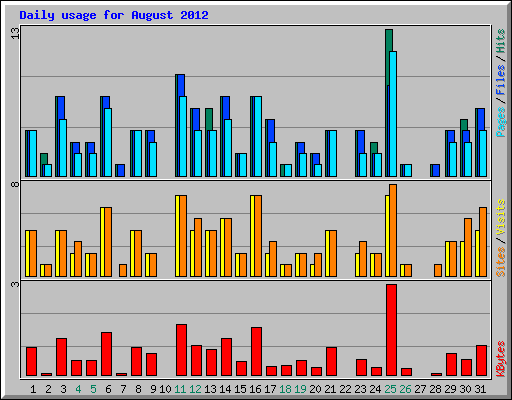 Daily usage for August 2012
13
Pages / Files / Hits
8
Sites / Visits
3
KBytes
1 2 3 4 5 6 7 8 9 10 11 12 13 14 15 16 17 18 19 20 21 22 23 24 25 26 27 28 29 30 31